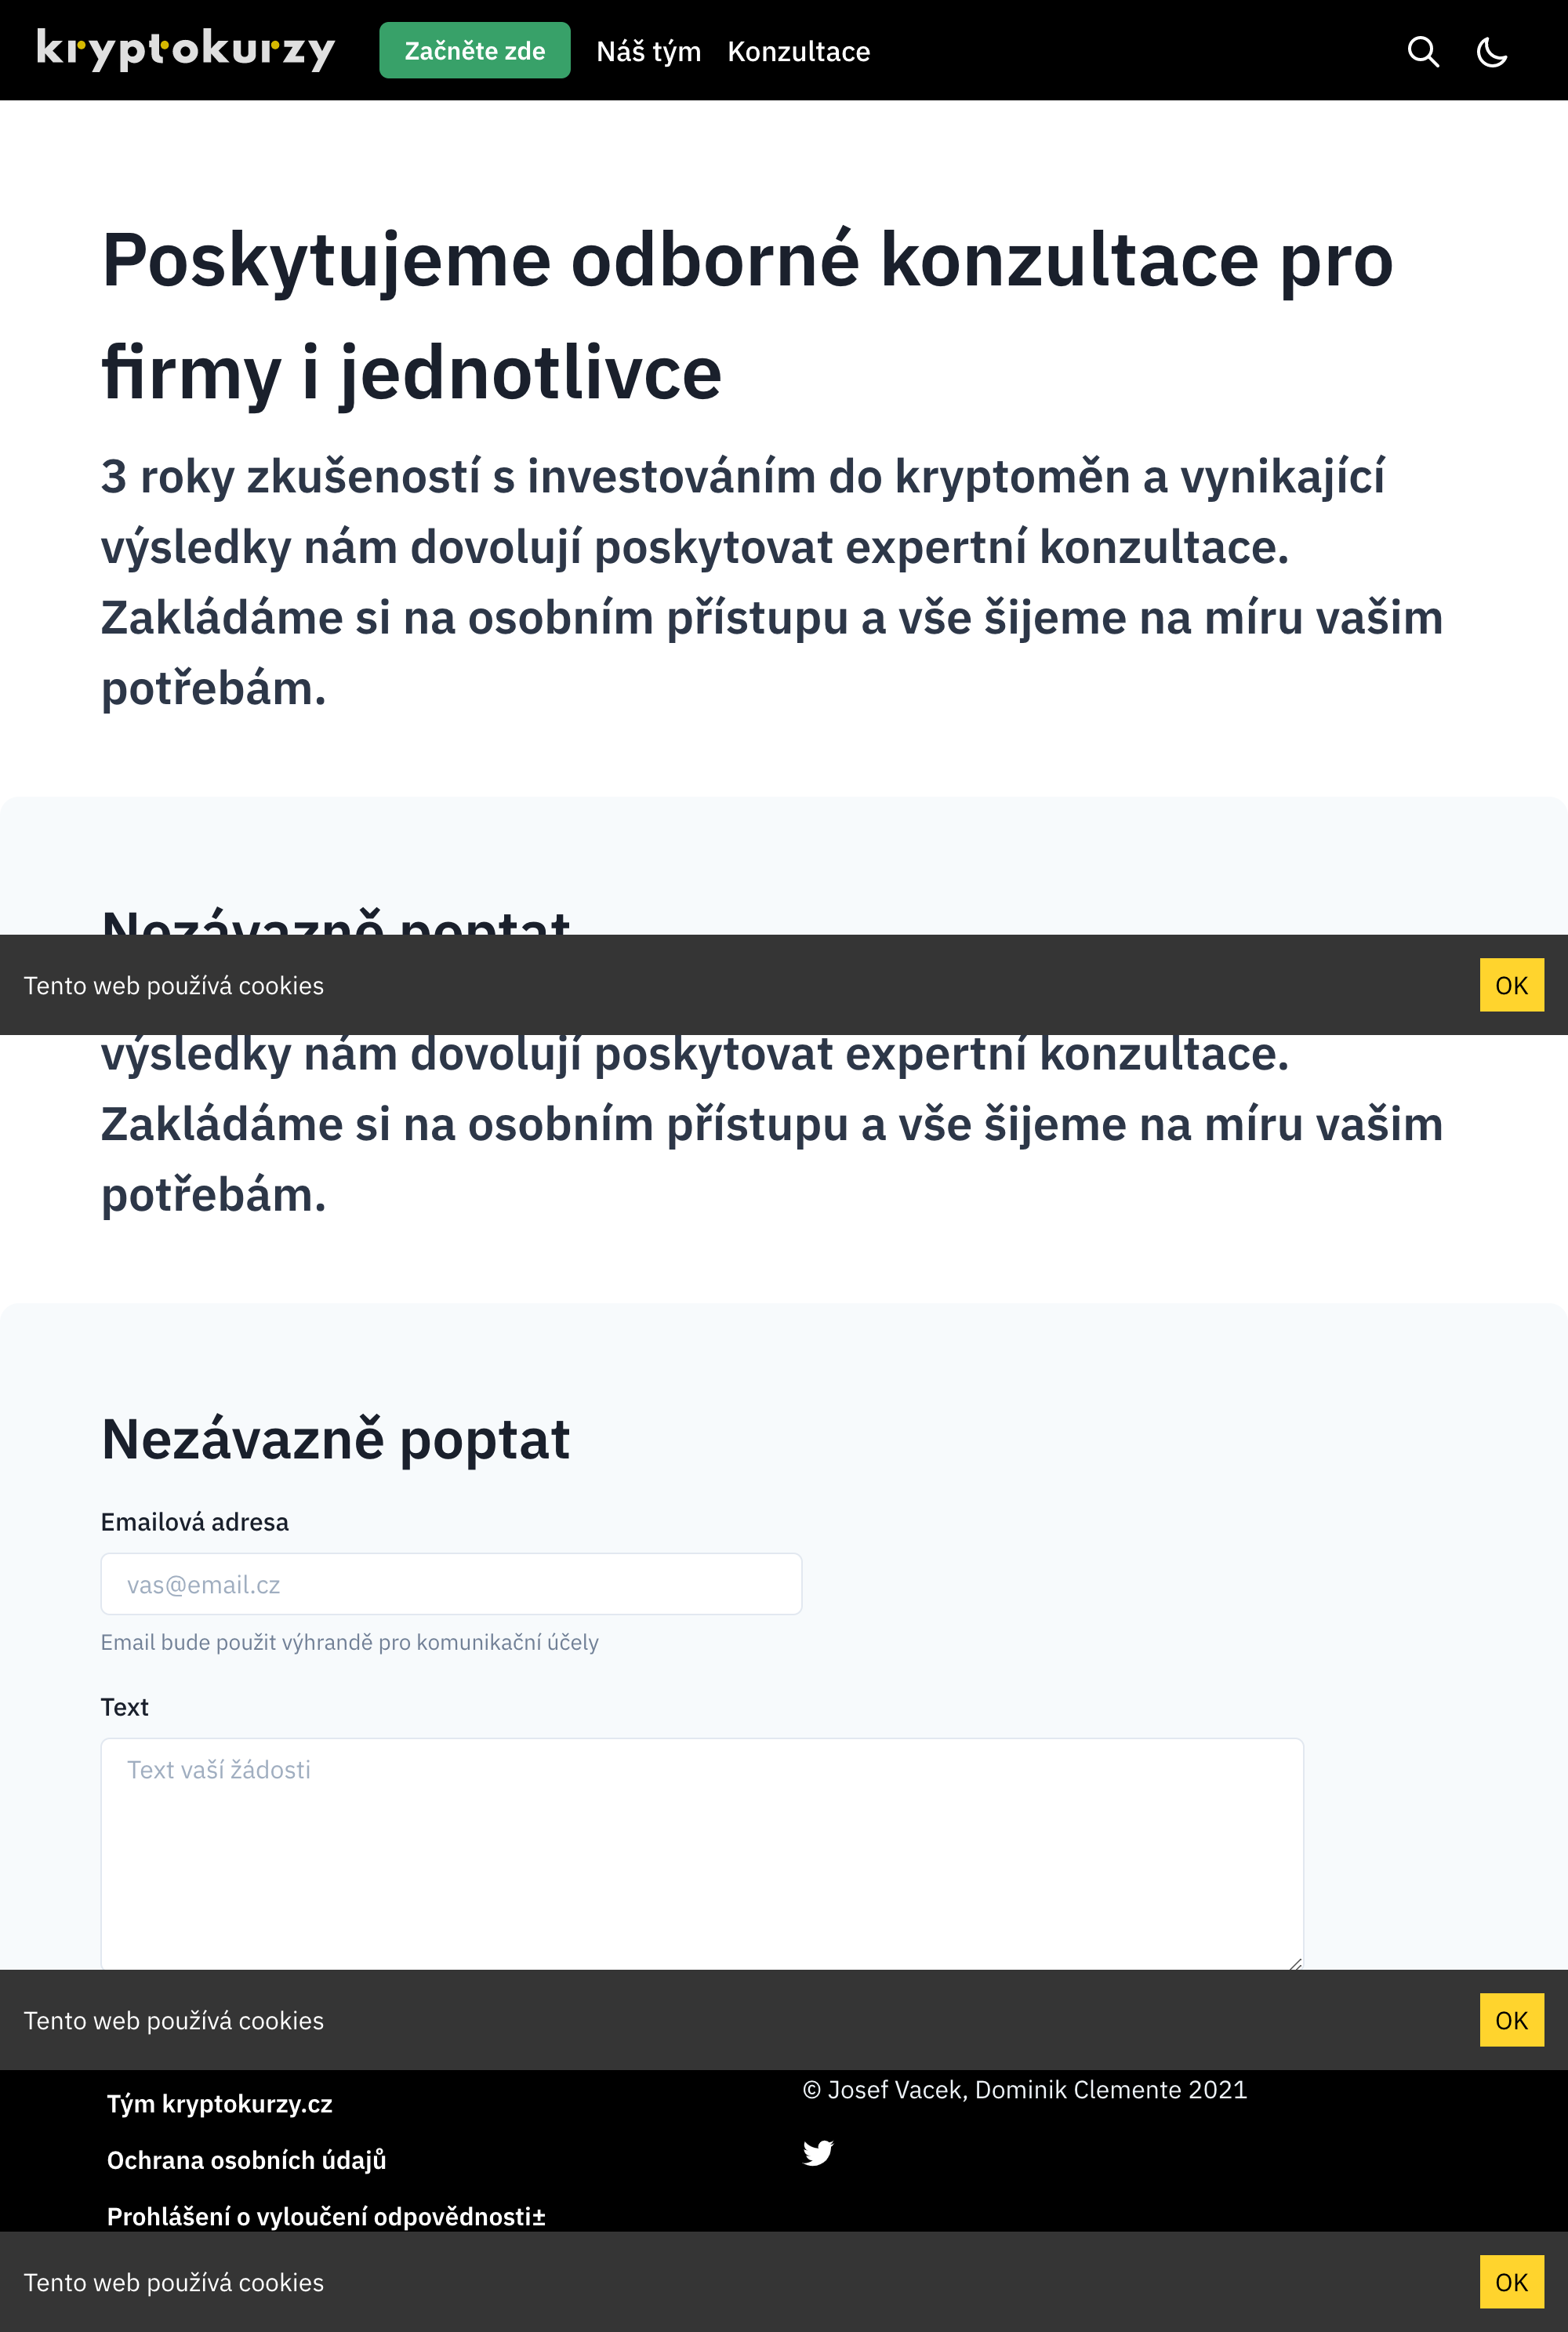 kryptokurzy
Začněte zde
Náš tým
Konzultace
Poskytujeme odborné konzultace pro
firmy i jednotlivce
3 roky zkušeností s investováním do kryptoměn a vynikající
výsledky nám dovolují poskytovat expertní konzultace.
Zakládáme si na osobním přístupu a vše šijeme na míru vašim
potřebám.
Nezávazně poptat
Tento web používá cookies
OK
výsledky nám dovolují poskytovat expertní konzultace.
Zakládáme si na osobním přístupu a vše šijeme na míru vašim
potřebám.
Nezávazně poptat
Emailová adresa
vas@email.cz
Email bude použit výhrandě pro komunikační účely
Text
Text vaší žádosti
Tento web používá cookies
OK
Tým kryptokurzy.cz
© Josef Vacek, Dominik Clemente 2021
Ochrana osobních údajů
Prohlášení o vyloučení odpovědnosti±
Tento web používá cookies
OK